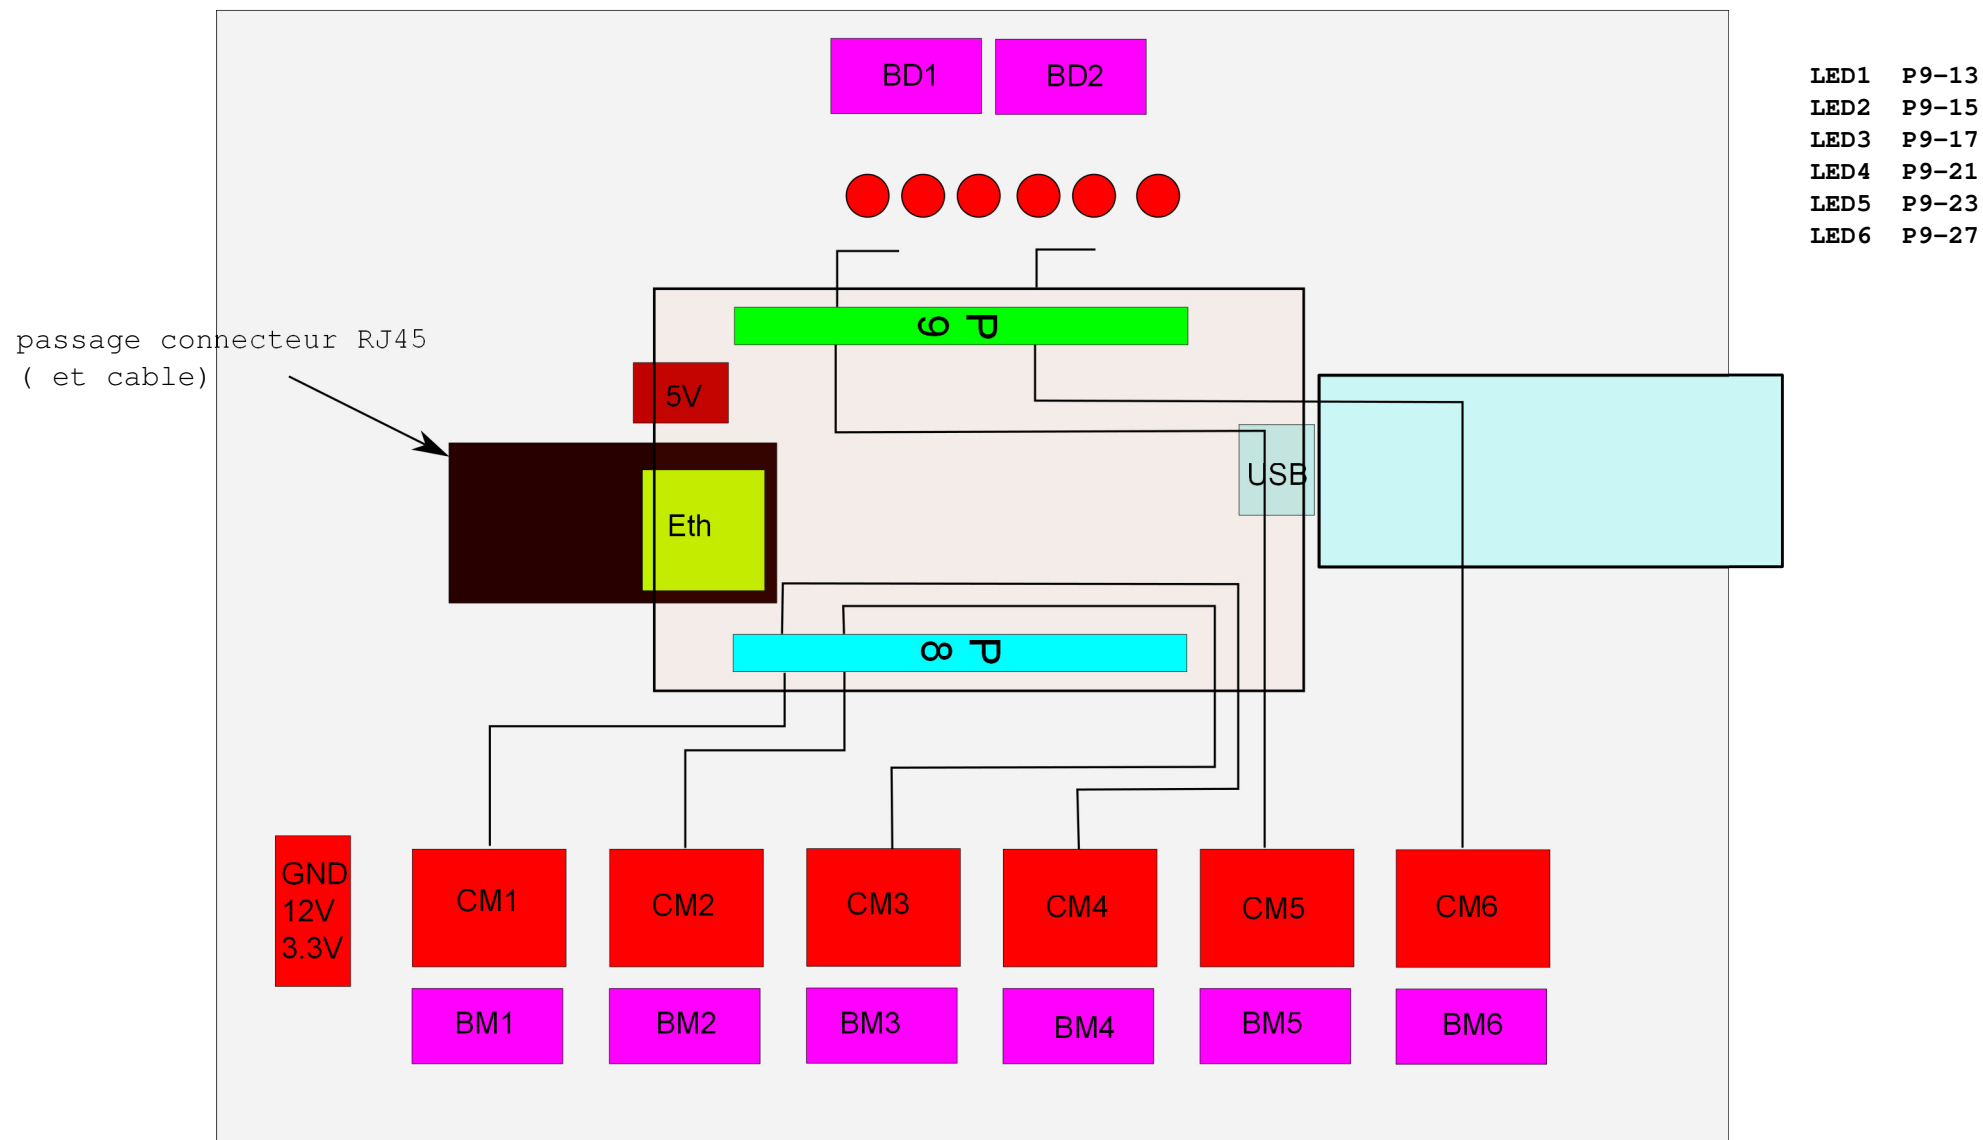 BD1 BD2
LED1 P9-13
LED2 P9-15
LED3 P9-17
LED4 P9-21
LED5 P9-23
LED6 P9-27
P9
passage connecteur RJ45
( et cable)
5V
USB
Eth
P8
GND
12V
3.3V
CM1 CM2 CM3 CM4 CM5 CM6
BM1 BM2 BM3 BM4 BM5 BM6